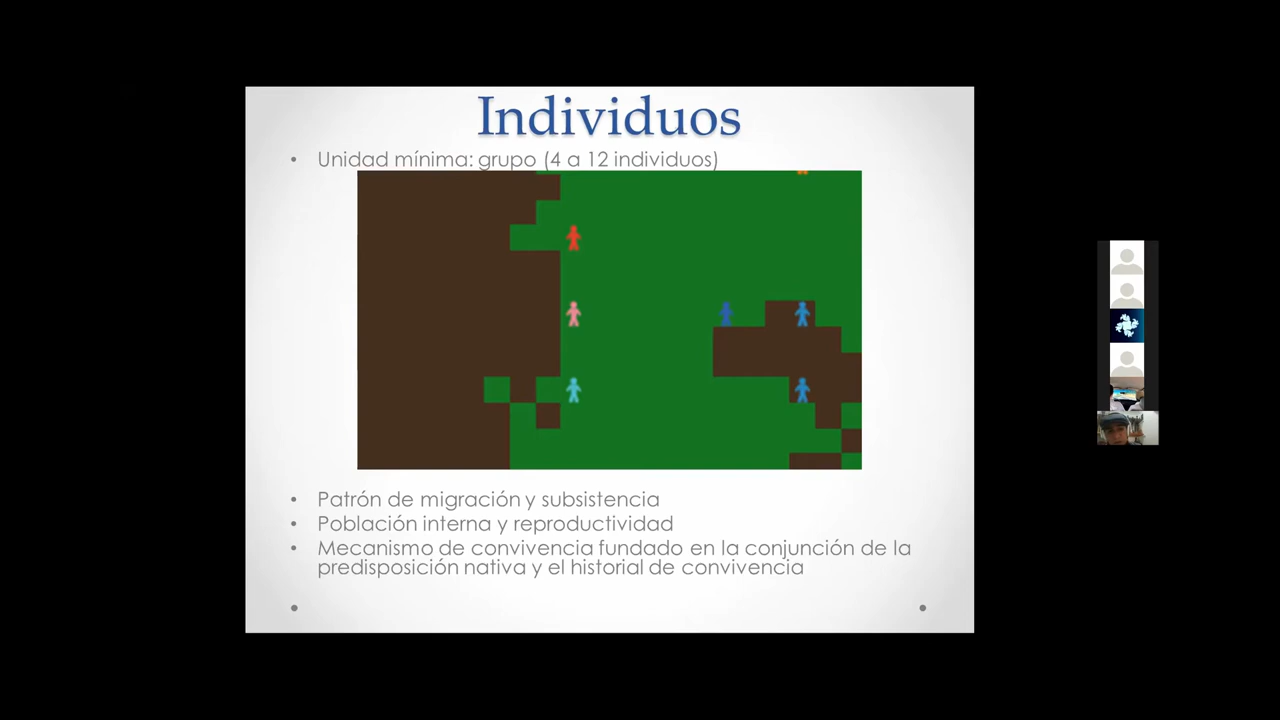 Individuos
• Unidad mínima: grupo (4 a 12 individuos)
• Patrón de migración y subsistencia
• Población interna y reproductividad
• Mecanismo de convivencia fundado en la conjunción de la
predisposición nativa y el historial de convivencia